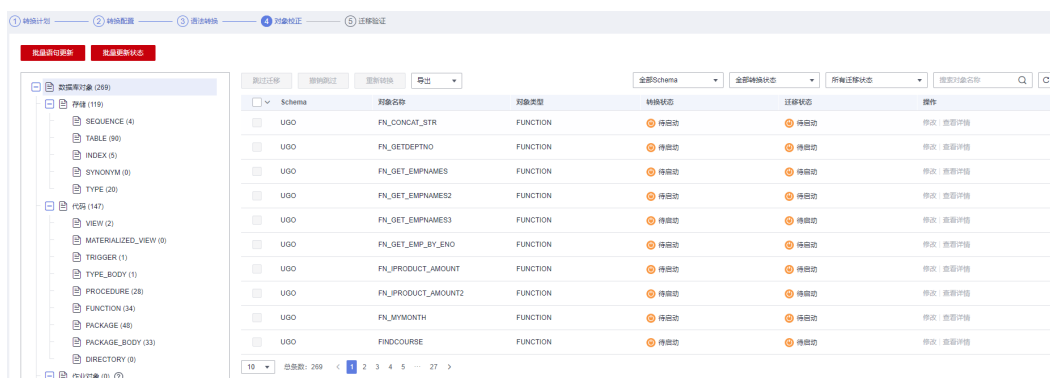 1 转换计划 2 转换配置 3 语法转换 4 对象校正 5 迁移验证
批量语句更新 批量更新状态
数据库对象 (269)
存储 (119)
SEQUENCE (4)
TABLE (90)
INDEX (5)
SYNONYM (0)
TYPE (20)
代码 (147)
VIEW (2)
MATERIALIZED_VIEW (0)
TRIGGER (1)
TYPE_BODY (1)
PROCEDURE (28)
FUNCTION (34)
PACKAGE (48)
PACKAGE_BODY (33)
DIRECTORY (0)
作业对象 (0)
跳过迁移 撤销跳过 重新转换 导出 全部Schema 全部转换状态 所有迁移状态 搜索对象名称
Schema 对象名称 对象类型 转换状态 迁移状态 操作
UGO FN_CONCAT_STR FUNCTION 待启动 待启动 修改 查看详情
UGO FN_GETDEPTNO FUNCTION 待启动 待启动 修改 查看详情
UGO FN_GET_EMPNAMES FUNCTION 待启动 待启动 修改 查看详情
UGO FN_GET_EMPNAMES2 FUNCTION 待启动 待启动 修改 查看详情
UGO FN_GET_EMPNAMES3 FUNCTION 待启动 待启动 修改 查看详情
UGO FN_GET_EMP_BY_ENO FUNCTION 待启动 待启动 修改 查看详情
UGO FN_IPRODUCT_AMOUNT FUNCTION 待启动 待启动 修改 查看详情
UGO FN_IPRODUCT_AMOUNT2 FUNCTION 待启动 待启动 修改 查看详情
UGO FN_MYMONTH FUNCTION 待启动 待启动 修改 查看详情
UGO FINDCOURSE FUNCTION 待启动 待启动 修改 查看详情
10 总条数: 269 < 1 2 3 4 5 ... 27 >